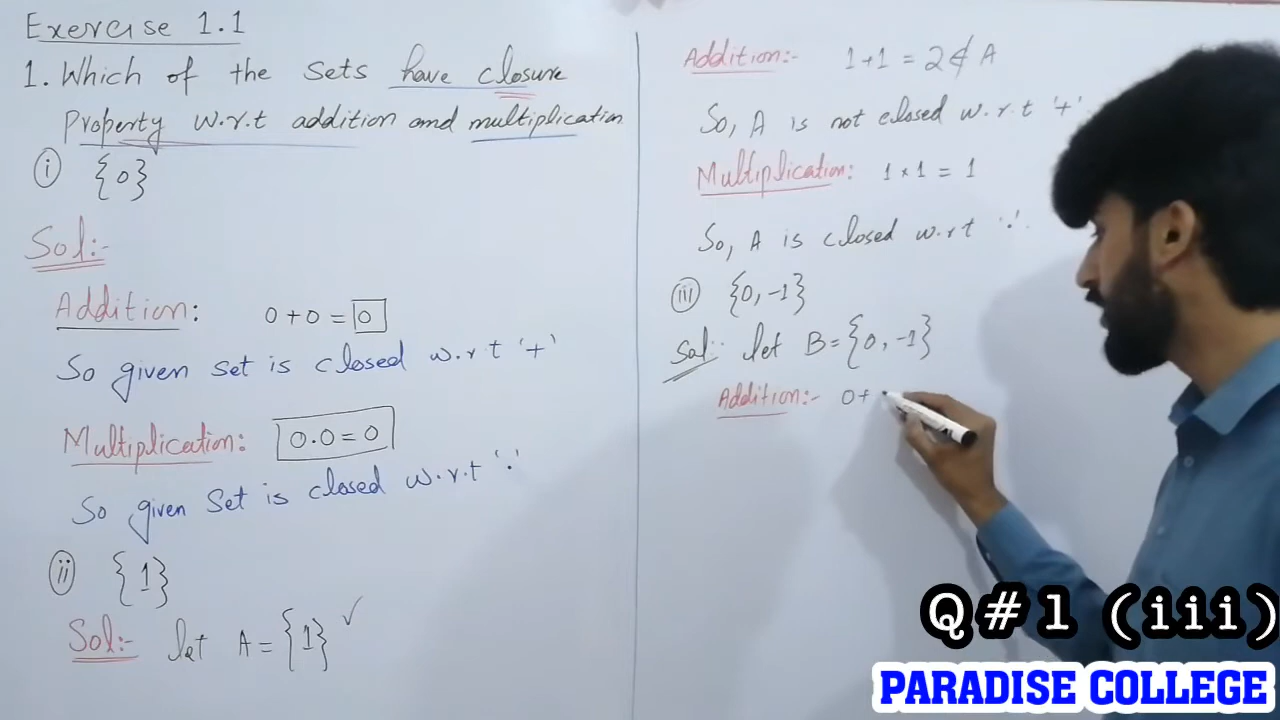 Exercise 1.1
1. Which of the sets have closure
Property w.r.t addition and multiplication
(i) {0}
Sol:-
Addition: 0 + 0 = 0
So given set is closed w.r.t '+'
Multiplication: 0.0 = 0
So given set is closed w.r.t '.'
(ii) {1}
Sol:- let A = {1} ✓
Addition:- 1+1 = 2 ∉ A
So, A is not closed w.r.t '+'
Multiplication: 1 × 1 = 1
So, A is closed w.r.t '.'.
(iii) {0, -1}
Sol:- let B = {0, -1}
Addition:- 0+
Q#1 (iii)
PARADISE COLLEGE